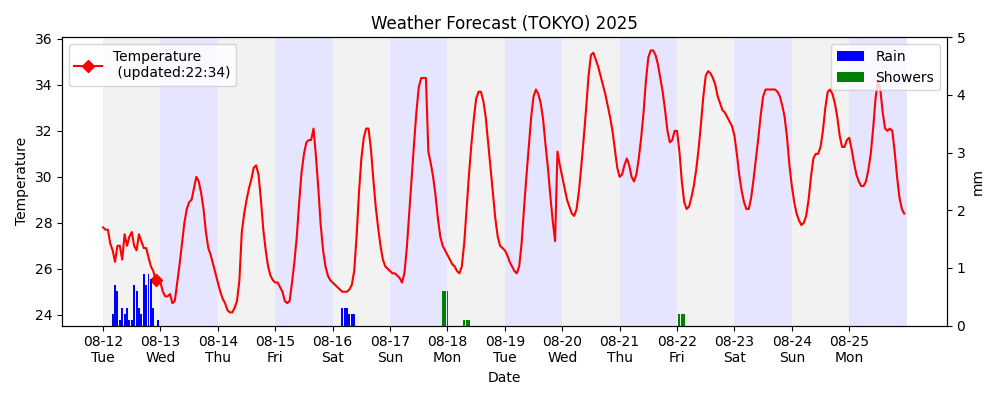 Weather Forecast (TOKYO) 2025
Temperature
(updated:22:34)
Rain
Showers
36
34
32
30
28
26
24
Temperature
5
4
3
2
1
0
mm
08-12 08-13 08-14 08-15 08-16 08-17 08-18 08-19 08-20 08-21 08-22 08-23 08-24 08-25
Tue Wed Thu Fri Sat Sun Mon Tue Wed Thu Fri Sat Sun Mon
Date